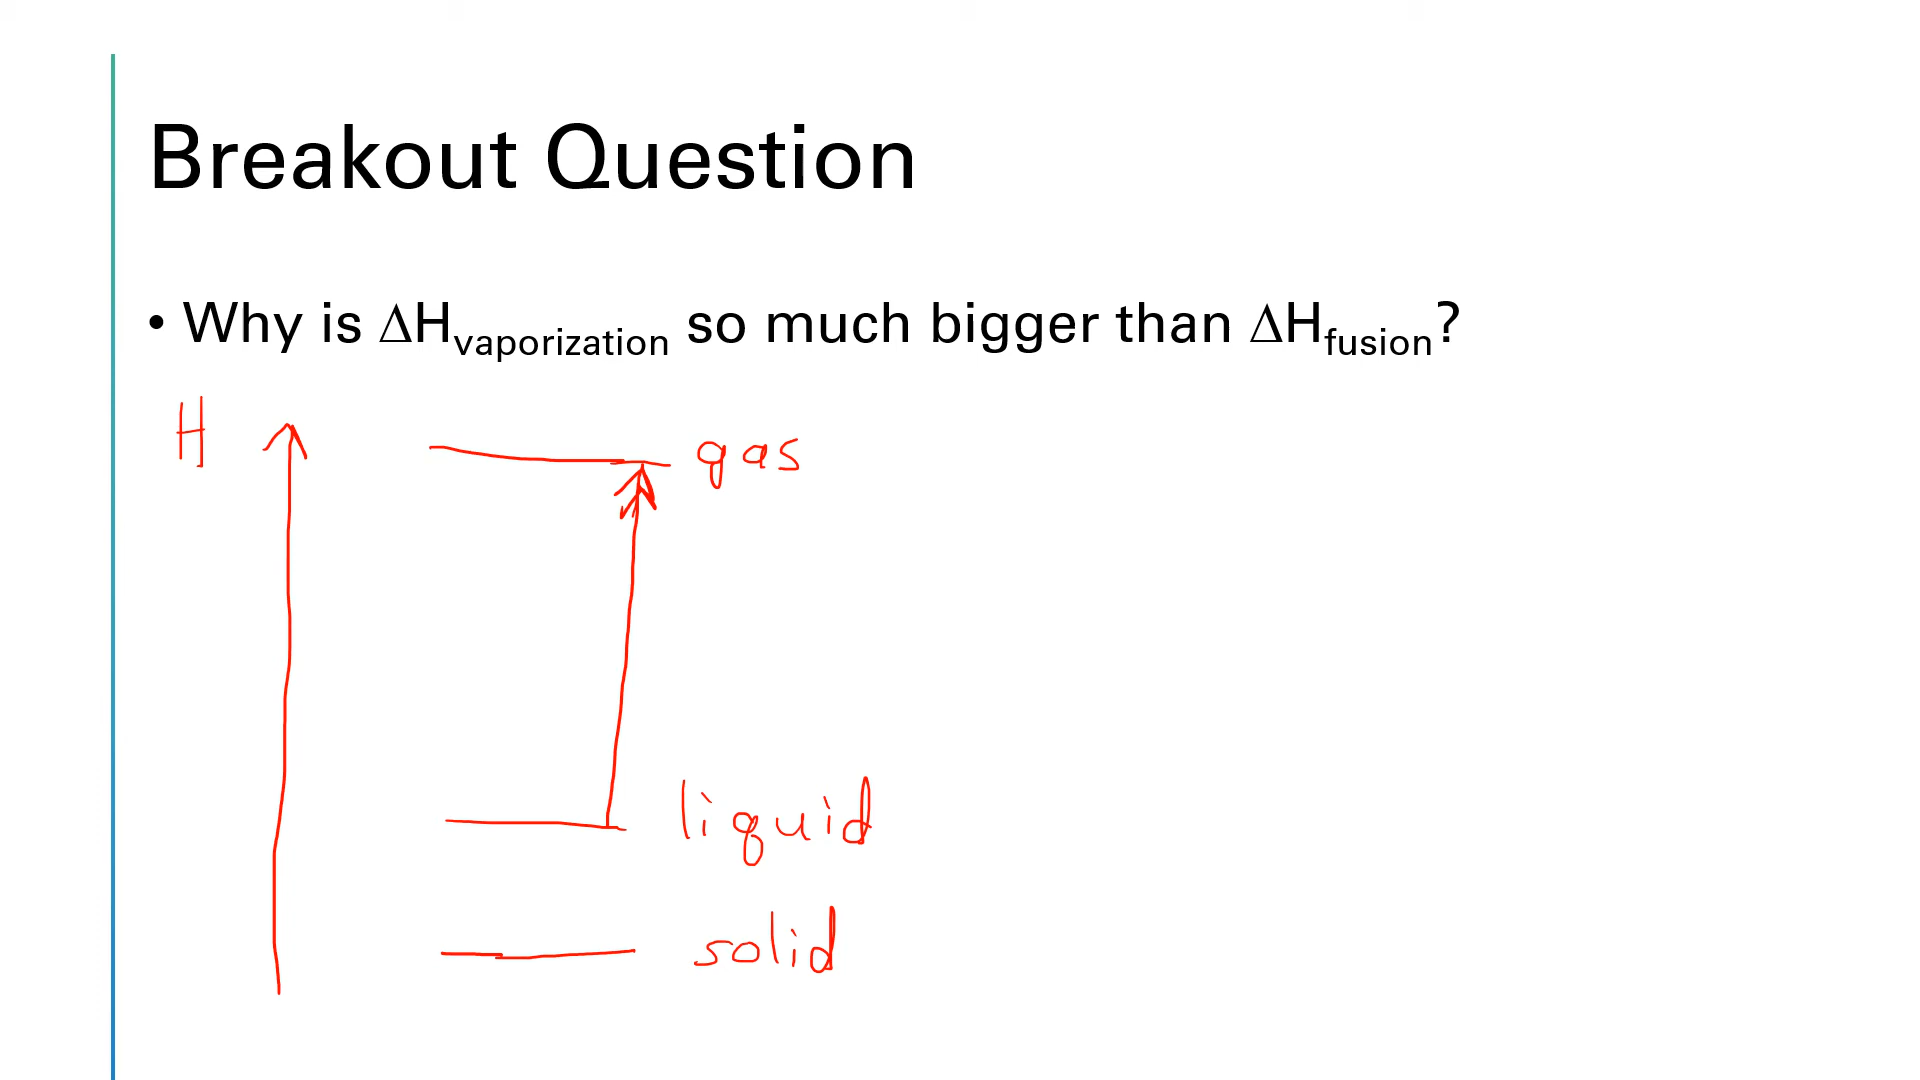 Breakout Question
• Why is ΔHvaporization so much bigger than ΔHfusion?
H
gas
liquid
solid